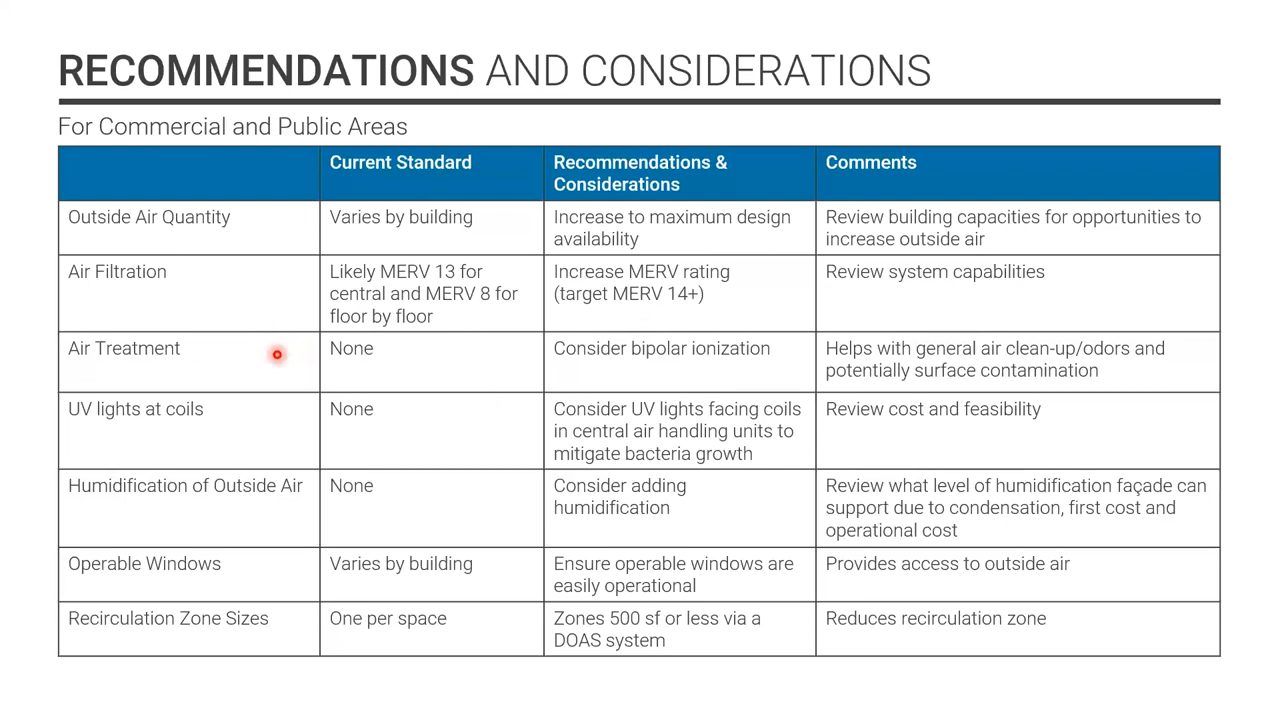 RECOMMENDATIONS AND CONSIDERATIONS
For Commercial and Public Areas
Current Standard
Recommendations &
Considerations
Comments
Outside Air Quantity
Varies by building
Increase to maximum design
availability
Review building capacities for opportunities to
increase outside air
Air Filtration
Likely MERV 13 for
central and MERV 8 for
floor by floor
Increase MERV rating
(target MERV 14+)
Review system capabilities
Air Treatment
None
Consider bipolar ionization
Helps with general air clean-up/odors and
potentially surface contamination
UV lights at coils
None
Consider UV lights facing coils
in central air handling units to
mitigate bacteria growth
Review cost and feasibility
Humidification of Outside Air
None
Consider adding
humidification
Review what level of humidification façade can
support due to condensation, first cost and
operational cost
Operable Windows
Varies by building
Ensure operable windows are
easily operational
Provides access to outside air
Recirculation Zone Sizes
One per space
Zones 500 sf or less via a
DOAS system
Reduces recirculation zone